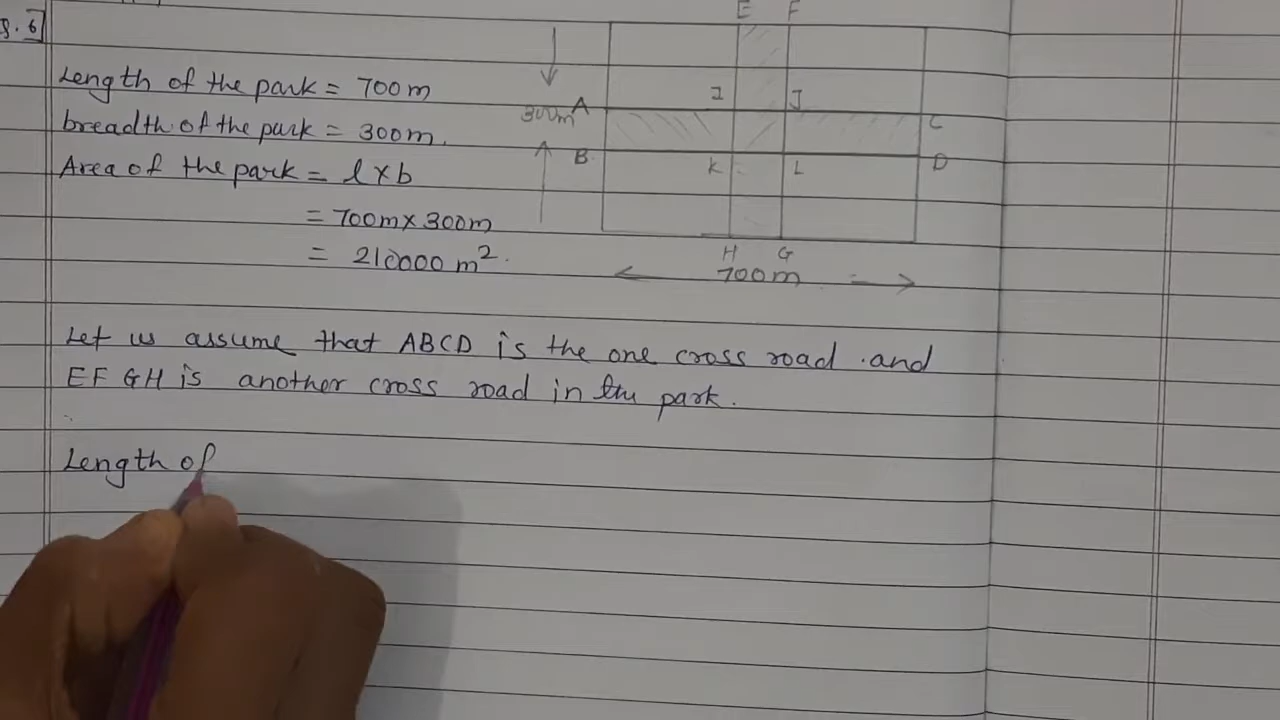 8.6
E F
Length of the park = 700m
I J
300m A C
breadth of the park = 300m.
B K L D
Area of the park = l x b
= 700m x 300m
H G
= 210000 m².
700m
Let us assume that ABCD is the one cross road and
EFGH is another cross road in the park.
Length of